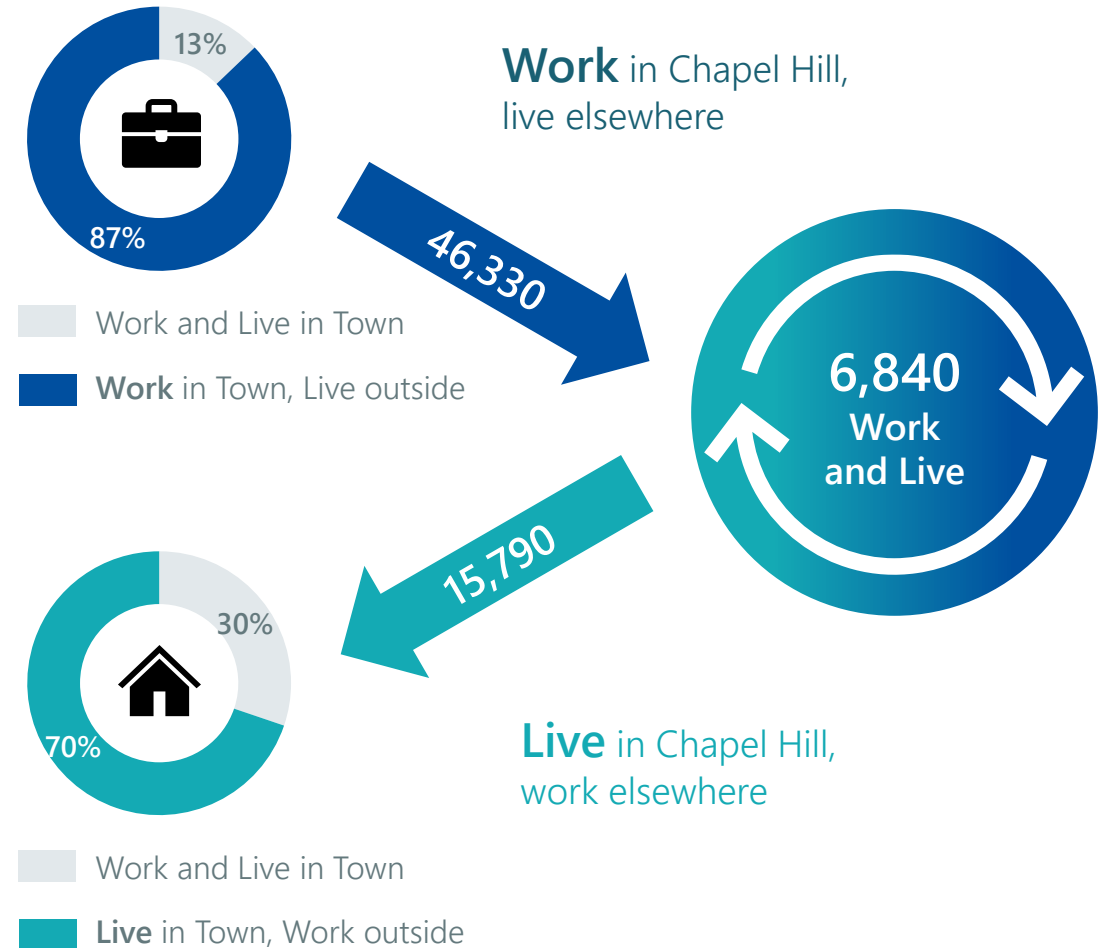 13%
87%
Work in Chapel Hill,
live elsewhere
46,330
Work and Live in Town
Work in Town, Live outside
6,840
Work
and Live
15,790
30%
70%
Live in Chapel Hill,
work elsewhere
Work and Live in Town
Live in Town, Work outside